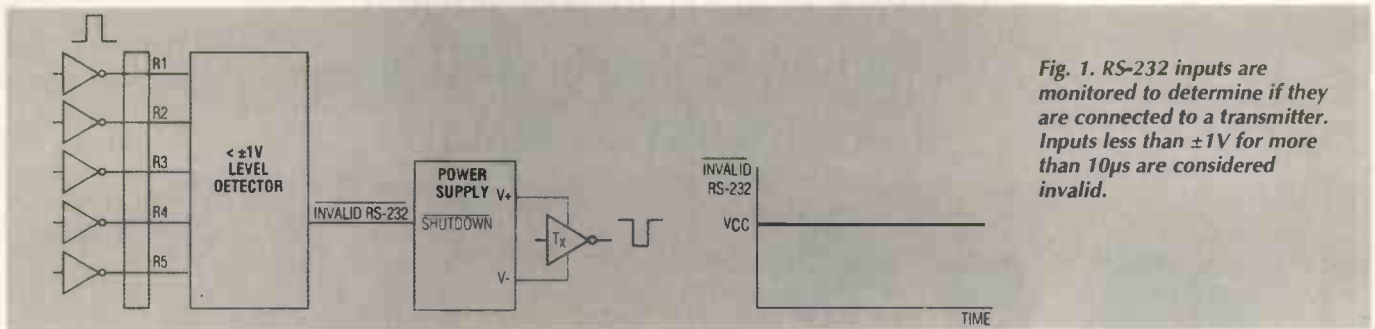 R1
R2
R3
R4
R5
< ±1V
LEVEL
DETECTOR
INVALID RS-232
POWER
SUPPLY
V+
SHUTDOWN
V-
Tx
INVALID
RS-232
VCC
TIME
Fig. 1. RS-232 inputs are
monitored to determine if they
are connected to a transmitter.
Inputs less than ±1V for more
than 10µs are considered
invalid.